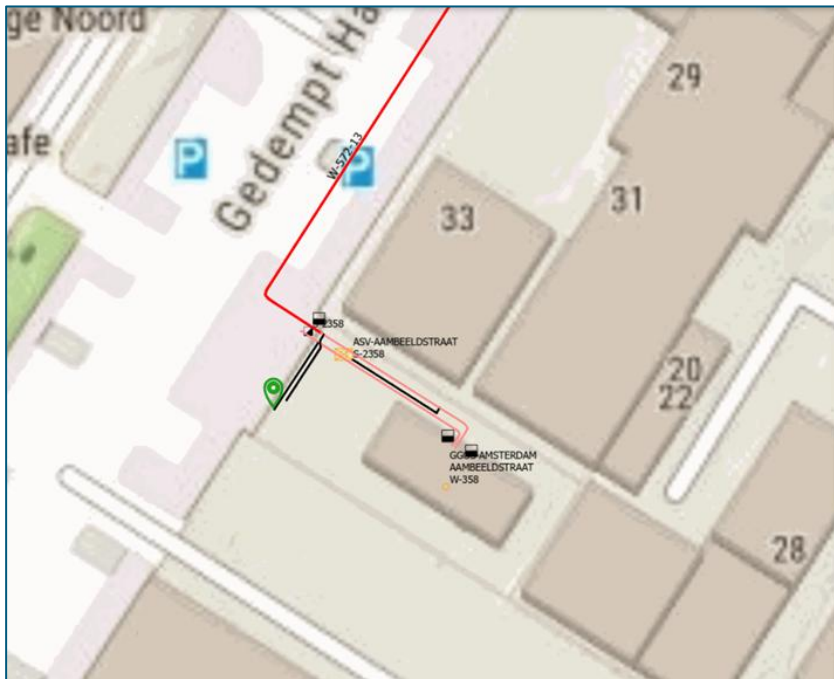 ge Noord
afe
Gedempt Ha
P
P
W-572-13
29
31
33
2358
ASV-AAMBEELDSTRAAT
S-2358
20
22
AMSTERDAM
AAMBEELDSTRAAT
W-358
28